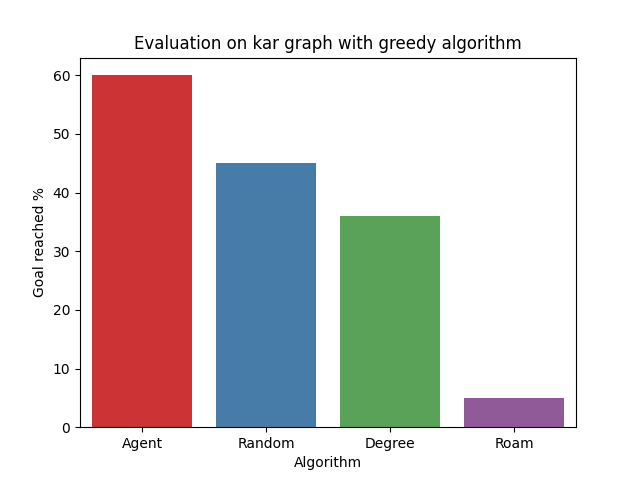 Evaluation on kar graph with greedy algorithm
Goal reached %
60
50
40
30
20
10
0
Agent
Random
Degree
Roam
Algorithm